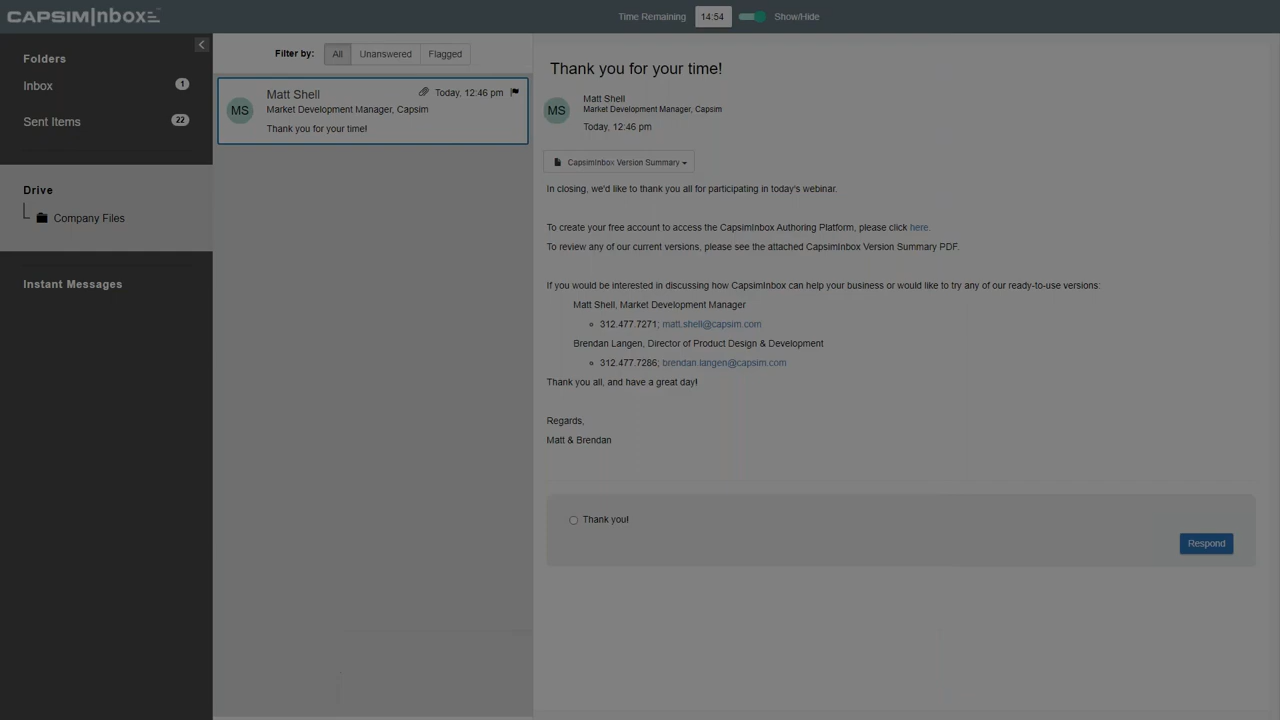 CAPSIM|nbox
Time Remaining 14:54 Show/Hide
Folders
Inbox 1
Sent Items 22
Drive
Company Files
Instant Messages
Filter by: All Unanswered Flagged
MS
Matt Shell Today, 12:46 pm
Market Development Manager, Capsim
Thank you for your time!
Thank you for your time!
MS
Matt Shell
Market Development Manager, Capsim
Today, 12:46 pm
CapsimInbox Version Summary
In closing, we'd like to thank you all for participating in today's webinar.
To create your free account to access the CapsimInbox Authoring Platform, please click here.
To review any of our current versions, please see the attached CapsimInbox Version Summary PDF.
If you would be interested in discussing how CapsimInbox can help your business or would like to try any of our ready-to-use versions:
Matt Shell, Market Development Manager
312.477.7271; matt.shell@capsim.com
Brendan Langen, Director of Product Design & Development
312.477.7286; brendan.langen@capsim.com
Thank you all, and have a great day!
Regards,
Matt & Brendan
Thank you!
Respond